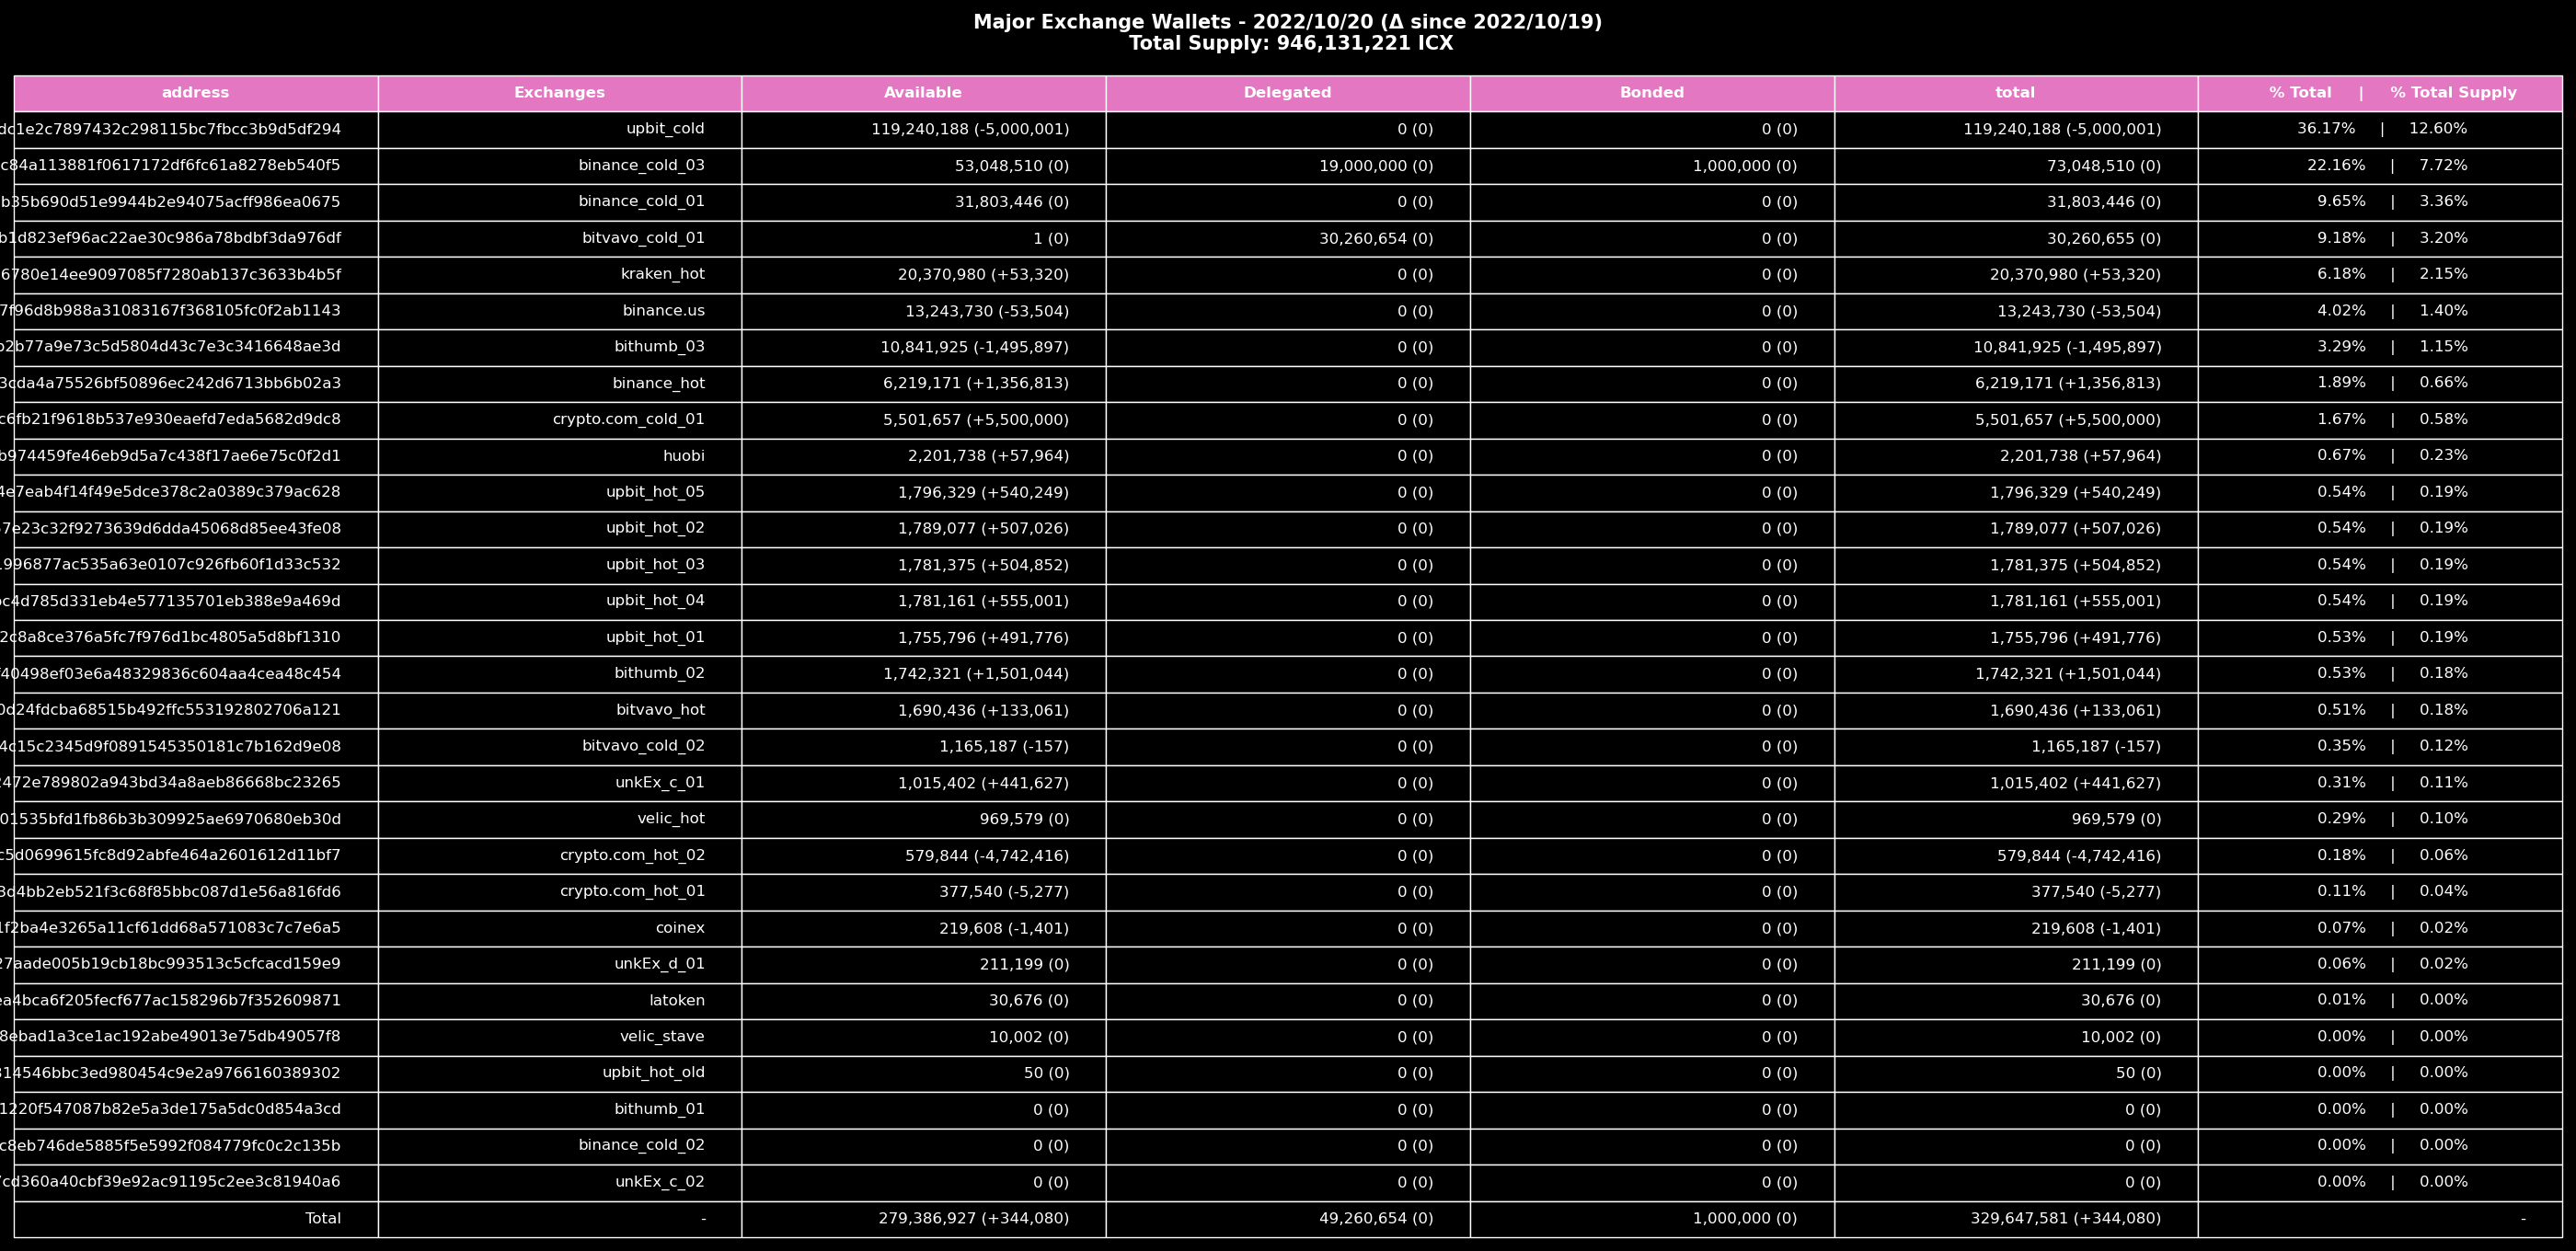 Major Exchange Wallets - 2022/10/20 (Δ since 2022/10/19)
Total Supply: 946,131,221 ICX
address Exchanges Available Delegated Bonded total % Total | % Total Supply
dc1e2c7897432c298115bc7fbcc3b9d5df294 upbit_cold 119,240,188 (-5,000,001) 0 (0) 0 (0) 119,240,188 (-5,000,001) 36.17% | 12.60%
c84a113881f0617172df6fc61a8278eb540f5 binance_cold_03 53,048,510 (0) 19,000,000 (0) 1,000,000 (0) 73,048,510 (0) 22.16% | 7.72%
b35b690d51e9944b2e94075acff986ea0675 binance_cold_01 31,803,446 (0) 0 (0) 0 (0) 31,803,446 (0) 9.65% | 3.36%
b1d823ef96ac22ae30c986a78bdbf3da976df bitvavo_cold_01 1 (0) 30,260,654 (0) 0 (0) 30,260,655 (0) 9.18% | 3.20%
6780e14ee9097085f7280ab137c3633b4b5f kraken_hot 20,370,980 (+53,320) 0 (0) 0 (0) 20,370,980 (+53,320) 6.18% | 2.15%
7f96d8b988a31083167f368105fc0f2ab1143 binance.us 13,243,730 (-53,504) 0 (0) 0 (0) 13,243,730 (-53,504) 4.02% | 1.40%
b2b77a9e73c5d5804d43c7e3c3416648ae3d bithumb_03 10,841,925 (-1,495,897) 0 (0) 0 (0) 10,841,925 (-1,495,897) 3.29% | 1.15%
3cda4a75526bf50896ec242d6713bb6b02a3 binance_hot 6,219,171 (+1,356,813) 0 (0) 0 (0) 6,219,171 (+1,356,813) 1.89% | 0.66%
c6fb21f9618b537e930eaefd7eda5682d9dc8 crypto.com_cold_01 5,501,657 (+5,500,000) 0 (0) 0 (0) 5,501,657 (+5,500,000) 1.67% | 0.58%
b974459fe46eb9d5a7c438f17ae6e75c0f2d1 huobi 2,201,738 (+57,964) 0 (0) 0 (0) 2,201,738 (+57,964) 0.67% | 0.23%
4e7eab4f14f49e5dce378c2a0389c379ac628 upbit_hot_05 1,796,329 (+540,249) 0 (0) 0 (0) 1,796,329 (+540,249) 0.54% | 0.19%
57e23c32f9273639d6dda45068d85ee43fe08 upbit_hot_02 1,789,077 (+507,026) 0 (0) 0 (0) 1,789,077 (+507,026) 0.54% | 0.19%
1996877ac535a63e0107c926fb60f1d33c532 upbit_hot_03 1,781,375 (+504,852) 0 (0) 0 (0) 1,781,375 (+504,852) 0.54% | 0.19%
bc4d785d331eb4e577135701eb388e9a469d upbit_hot_04 1,781,161 (+555,001) 0 (0) 0 (0) 1,781,161 (+555,001) 0.54% | 0.19%
2c8a8ce376a5fc7f976d1bc4805a5d8bf1310 upbit_hot_01 1,755,796 (+491,776) 0 (0) 0 (0) 1,755,796 (+491,776) 0.53% | 0.19%
f40498ef03e6a48329836c604aa4cea48c454 bithumb_02 1,742,321 (+1,501,044) 0 (0) 0 (0) 1,742,321 (+1,501,044) 0.53% | 0.18%
0d24fdcba68515b492ffc553192802706a121 bitvavo_hot 1,690,436 (+133,061) 0 (0) 0 (0) 1,690,436 (+133,061) 0.51% | 0.18%
4c15c2345d9f0891545350181c7b162d9e08 bitvavo_cold_02 1,165,187 (-157) 0 (0) 0 (0) 1,165,187 (-157) 0.35% | 0.12%
2472e789802a943bd34a8aeb86668bc23265 unkEx_c_01 1,015,402 (+441,627) 0 (0) 0 (0) 1,015,402 (+441,627) 0.31% | 0.11%
01535bfd1fb86b3b309925ae6970680eb30d velic_hot 969,579 (0) 0 (0) 0 (0) 969,579 (0) 0.29% | 0.10%
c5d0699615fc8d92abfe464a2601612d11bf7 crypto.com_hot_02 579,844 (-4,742,416) 0 (0) 0 (0) 579,844 (-4,742,416) 0.18% | 0.06%
3d4bb2eb521f3c68f85bbc087d1e56a816fd6 crypto.com_hot_01 377,540 (-5,277) 0 (0) 0 (0) 377,540 (-5,277) 0.11% | 0.04%
1f2ba4e3265a11cf61dd68a571083c7c7e6a5 coinex 219,608 (-1,401) 0 (0) 0 (0) 219,608 (-1,401) 0.07% | 0.02%
27aade005b19cb18bc993513c5cfcacd159e9 unkEx_d_01 211,199 (0) 0 (0) 0 (0) 211,199 (0) 0.06% | 0.02%
ea4bca6f205fecf677ac158296b7f352609871 latoken 30,676 (0) 0 (0) 0 (0) 30,676 (0) 0.01% | 0.00%
8ebad1a3ce1ac192abe49013e75db49057f8 velic_stave 10,002 (0) 0 (0) 0 (0) 10,002 (0) 0.00% | 0.00%
314546bbc3ed980454c9e2a9766160389302 upbit_hot_old 50 (0) 0 (0) 0 (0) 50 (0) 0.00% | 0.00%
1220f547087b82e5a3de175a5dc0d854a3cd bithumb_01 0 (0) 0 (0) 0 (0) 0 (0) 0.00% | 0.00%
c8eb746de5885f5e5992f084779fc0c2c135b binance_cold_02 0 (0) 0 (0) 0 (0) 0 (0) 0.00% | 0.00%
7cd360a40cbf39e92ac91195c2ee3c81940a6 unkEx_c_02 0 (0) 0 (0) 0 (0) 0 (0) 0.00% | 0.00%
Total - 279,386,927 (+344,080) 49,260,654 (0) 1,000,000 (0) 329,647,581 (+344,080) -